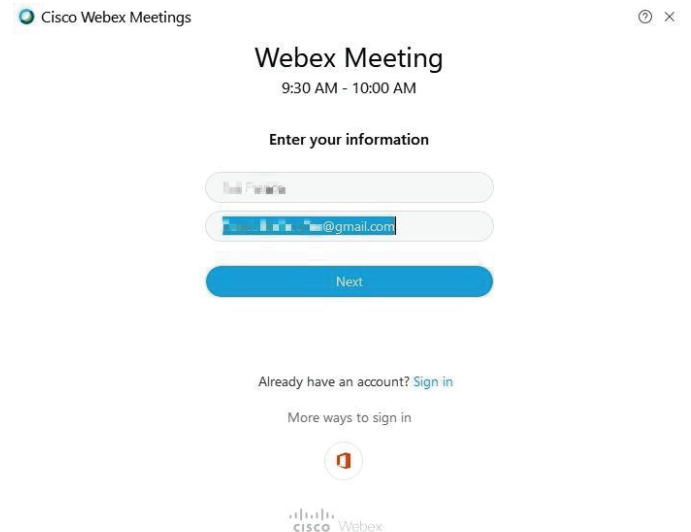 Cisco Webex Meetings
Webex Meeting
9:30 AM - 10:00 AM
Enter your information
@gmail.com
Next
Already have an account? Sign in
More ways to sign in
CISCO Webex